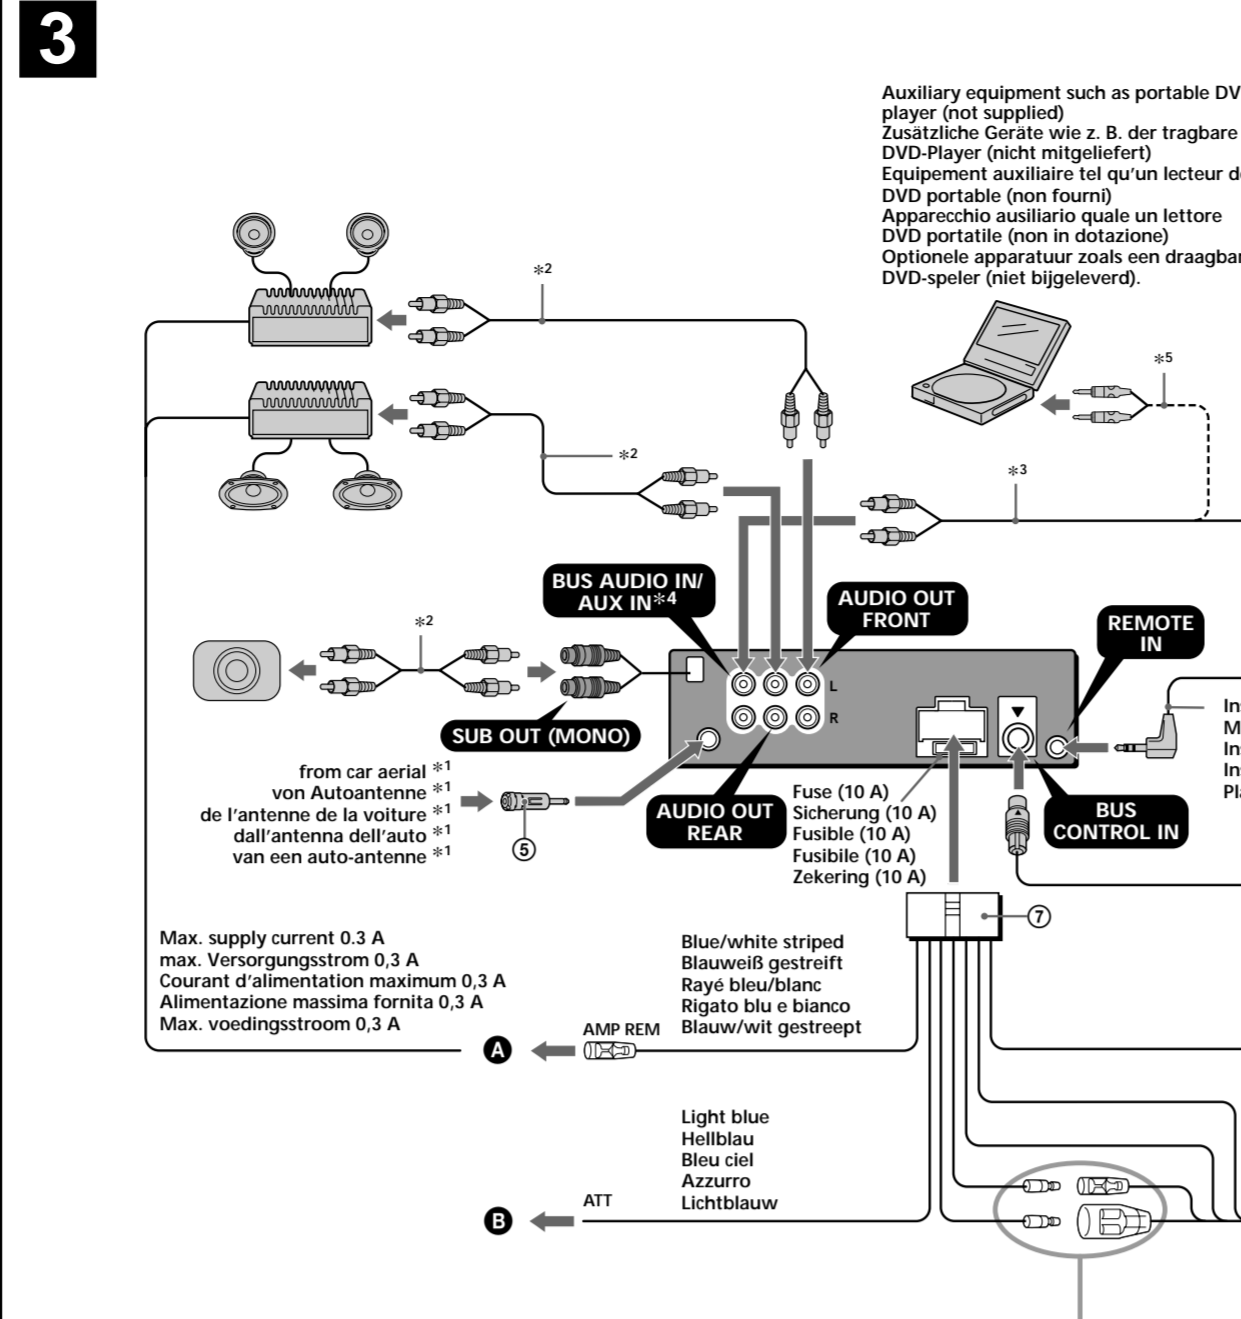 3
Auxiliary equipment such as portable
player (not supplied)
Zusätzliche Geräte wie z. B. der tragbare
DVD-Player (nicht mitgeliefert)
Equipement auxiliaire tel qu'un lecteur
DVD portable (non fourni)
Apparecchio ausiliario quale un lettore
DVD portatile (non in dotazione)
Optionele apparatuur zoals een
DVD-speler (niet bijgeleverd).
*2
*5
*2
*3
BUS AUDIO IN/
AUX IN*4
AUDIO OUT
FRONT
REMOTE
IN
*2
L
R
SUB OUT (MONO)
from car aerial *1
von Autoantenne *1
de l'antenne de la voiture *1
dall'antenna dell'auto *1
van een auto-antenne *1
5
AUDIO OUT
REAR
Fuse (10 A)
Sicherung (10 A)
Fusible (10 A)
Fusibile (10 A)
Zekering (10 A)
BUS
CONTROL IN
7
Max. supply current 0.3 A
max. Versorgungsstrom 0,3 A
Courant d'alimentation maximum 0,3 A
Alimentazione massima fornita 0,3 A
Max. voedingsstroom 0,3 A
Blue/white striped
Blauweiß gestreift
Rayé bleu/blanc
Rigato blu e bianco
Blauw/wit gestreept
A
AMP REM
Light blue
Hellblau
Bleu ciel
Azzurro
Lichtblauw
B
ATT